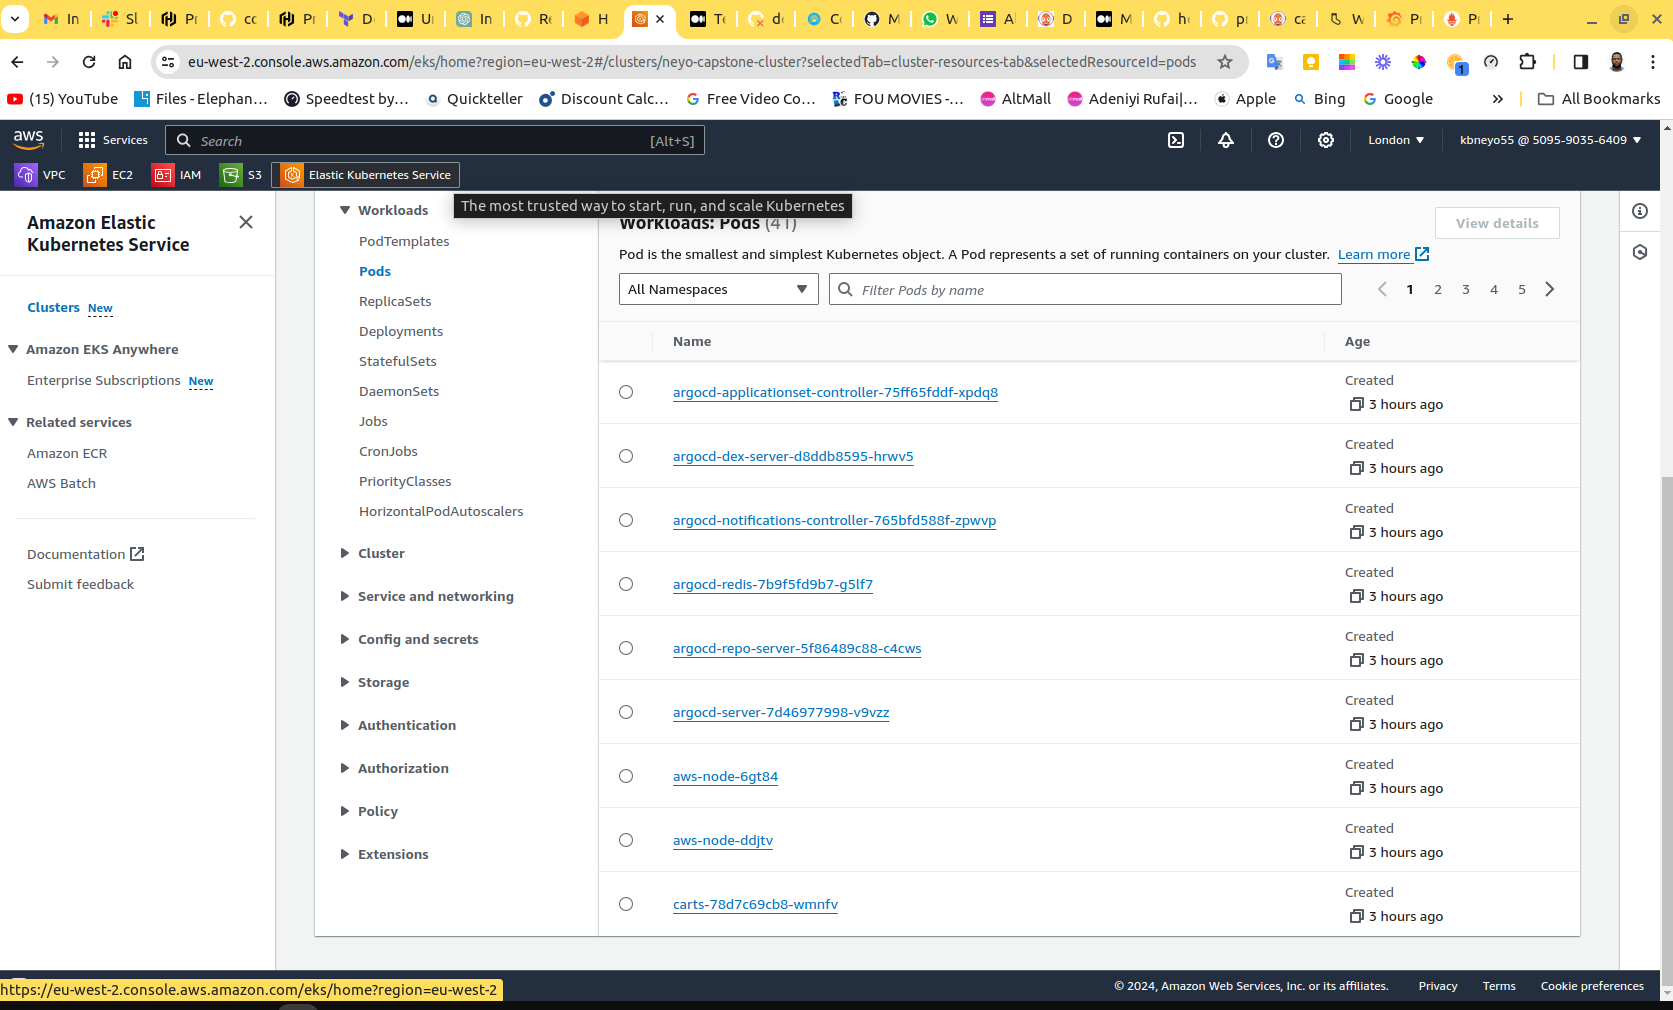 In
Sl
Pr
cc
Pr
D
Ur
In
Re
H
Te
d
C
M
W
Al
D
M
h
p
ca
W
Pr
Pr
eu-west-2.console.aws.amazon.com/eks/home?region=eu-west-2#/clusters/neyo-capstone-cluster?selectedTab=cluster-resources-tab&selectedResourceId=pods
1
(15) YouTube
Files - Elephan...
Speedtest by...
Quickteller
Discount Calc...
Free Video Co...
FOU MOVIES -...
AltMall
Adeniyi Rufai|...
Apple
Bing
Google
»
All Bookmarks
aws
Services
Search
[Alt+S]
London
kbneyo55 @ 5095-9035-6409
VPC
EC2
IAM
S3
Elastic Kubernetes Service
The most trusted way to start, run, and scale Kubernetes
Amazon Elastic
Kubernetes Service
Clusters New
Amazon EKS Anywhere
Enterprise Subscriptions New
Related services
Amazon ECR
AWS Batch
Documentation
Submit feedback
Workloads
PodTemplates
Pods
ReplicaSets
Deployments
StatefulSets
DaemonSets
Jobs
CronJobs
PriorityClasses
HorizontalPodAutoscalers
Cluster
Service and networking
Config and secrets
Storage
Authentication
Authorization
Policy
Extensions
Workloads: Pods (41)
View details
Pod is the smallest and simplest Kubernetes object. A Pod represents a set of running containers on your cluster. Learn more
All Namespaces
Filter Pods by name
1 2 3 4 5
Name
Age
argocd-applicationset-controller-75ff65fddf-xpdq8
Created
3 hours ago
argocd-dex-server-d8ddb8595-hrwv5
Created
3 hours ago
argocd-notifications-controller-765bfd588f-zpwvp
Created
3 hours ago
argocd-redis-7b9f5fd9b7-g5lf7
Created
3 hours ago
argocd-repo-server-5f86489c88-c4cws
Created
3 hours ago
argocd-server-7d46977998-v9vzz
Created
3 hours ago
aws-node-6gt84
Created
3 hours ago
aws-node-ddjtv
Created
3 hours ago
carts-78d7c69cb8-wmnfv
Created
3 hours ago
https://eu-west-2.console.aws.amazon.com/eks/home?region=eu-west-2
© 2024, Amazon Web Services, Inc. or its affiliates.
Privacy
Terms
Cookie preferences